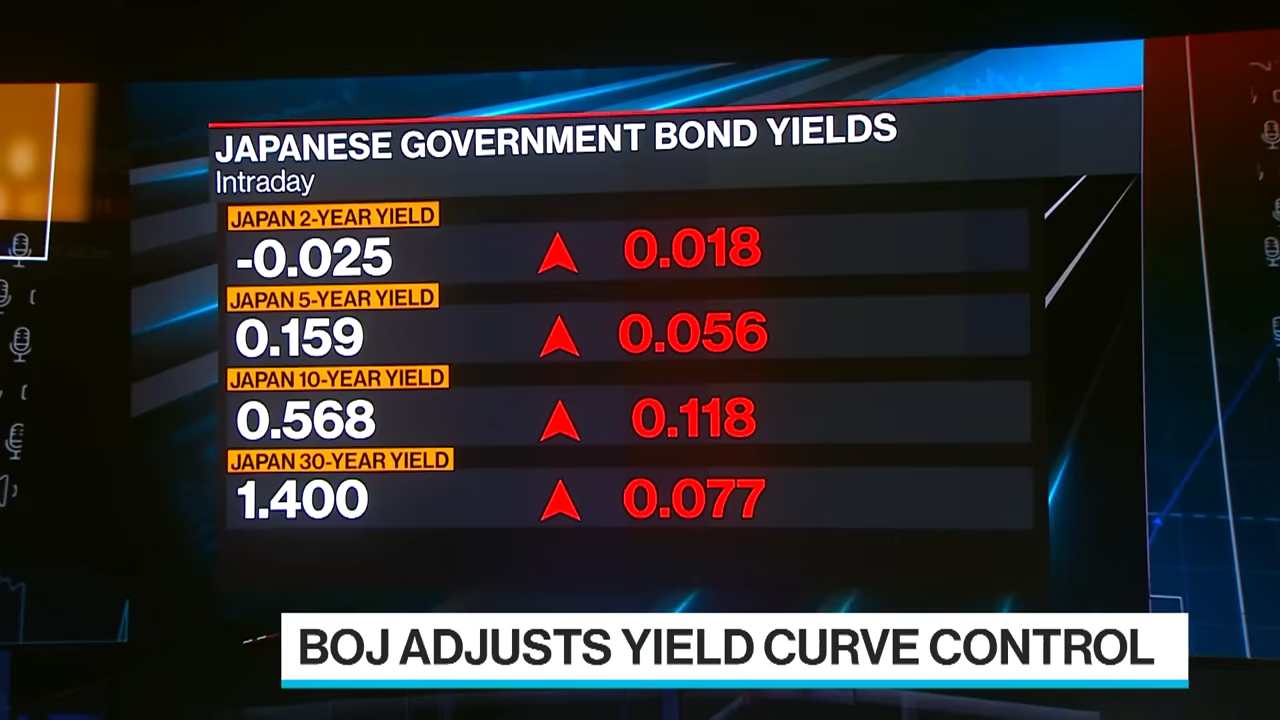 JAPANESE GOVERNMENT BOND YIELDS
Intraday
JAPAN 2-YEAR YIELD
-0.025 ▲ 0.018
JAPAN 5-YEAR YIELD
0.159 ▲ 0.056
JAPAN 10-YEAR YIELD
0.568 ▲ 0.118
JAPAN 30-YEAR YIELD
1.400 ▲ 0.077
BOJ ADJUSTS YIELD CURVE CONTROL